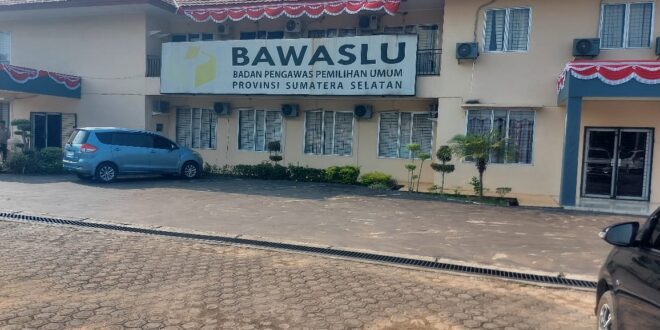 BAWASLU
BADAN PENGAWAS PEMILIHAN UMUM
PROVINSI SUMATERA SELATAN